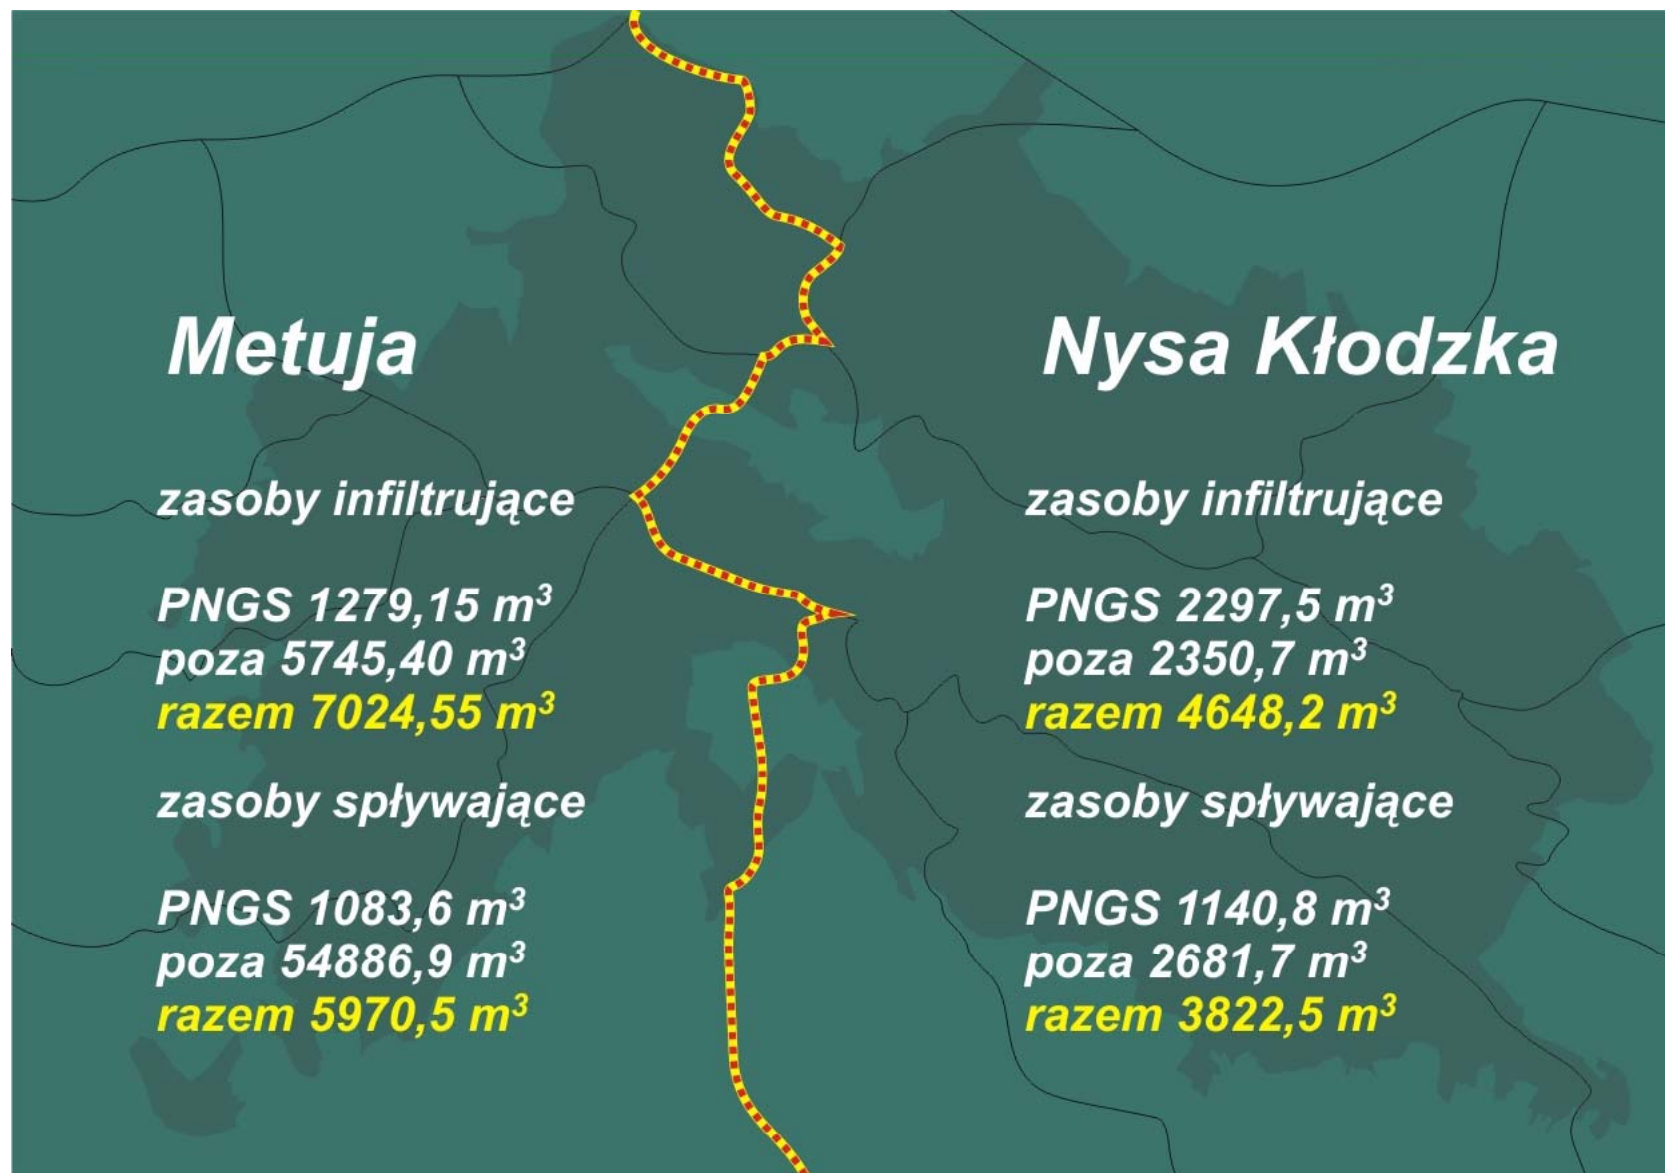 Metuja
zasoby infiltrujące
PNGS 1279,15 m³
poza 5745,40 m³
razem 7024,55 m³
zasoby spływające
PNGS 1083,6 m³
poza 54886,9 m³
razem 5970,5 m³
Nysa Kłodzka
zasoby infiltrujące
PNGS 2297,5 m³
poza 2350,7 m³
razem 4648,2 m³
zasoby spływające
PNGS 1140,8 m³
poza 2681,7 m³
razem 3822,5 m³